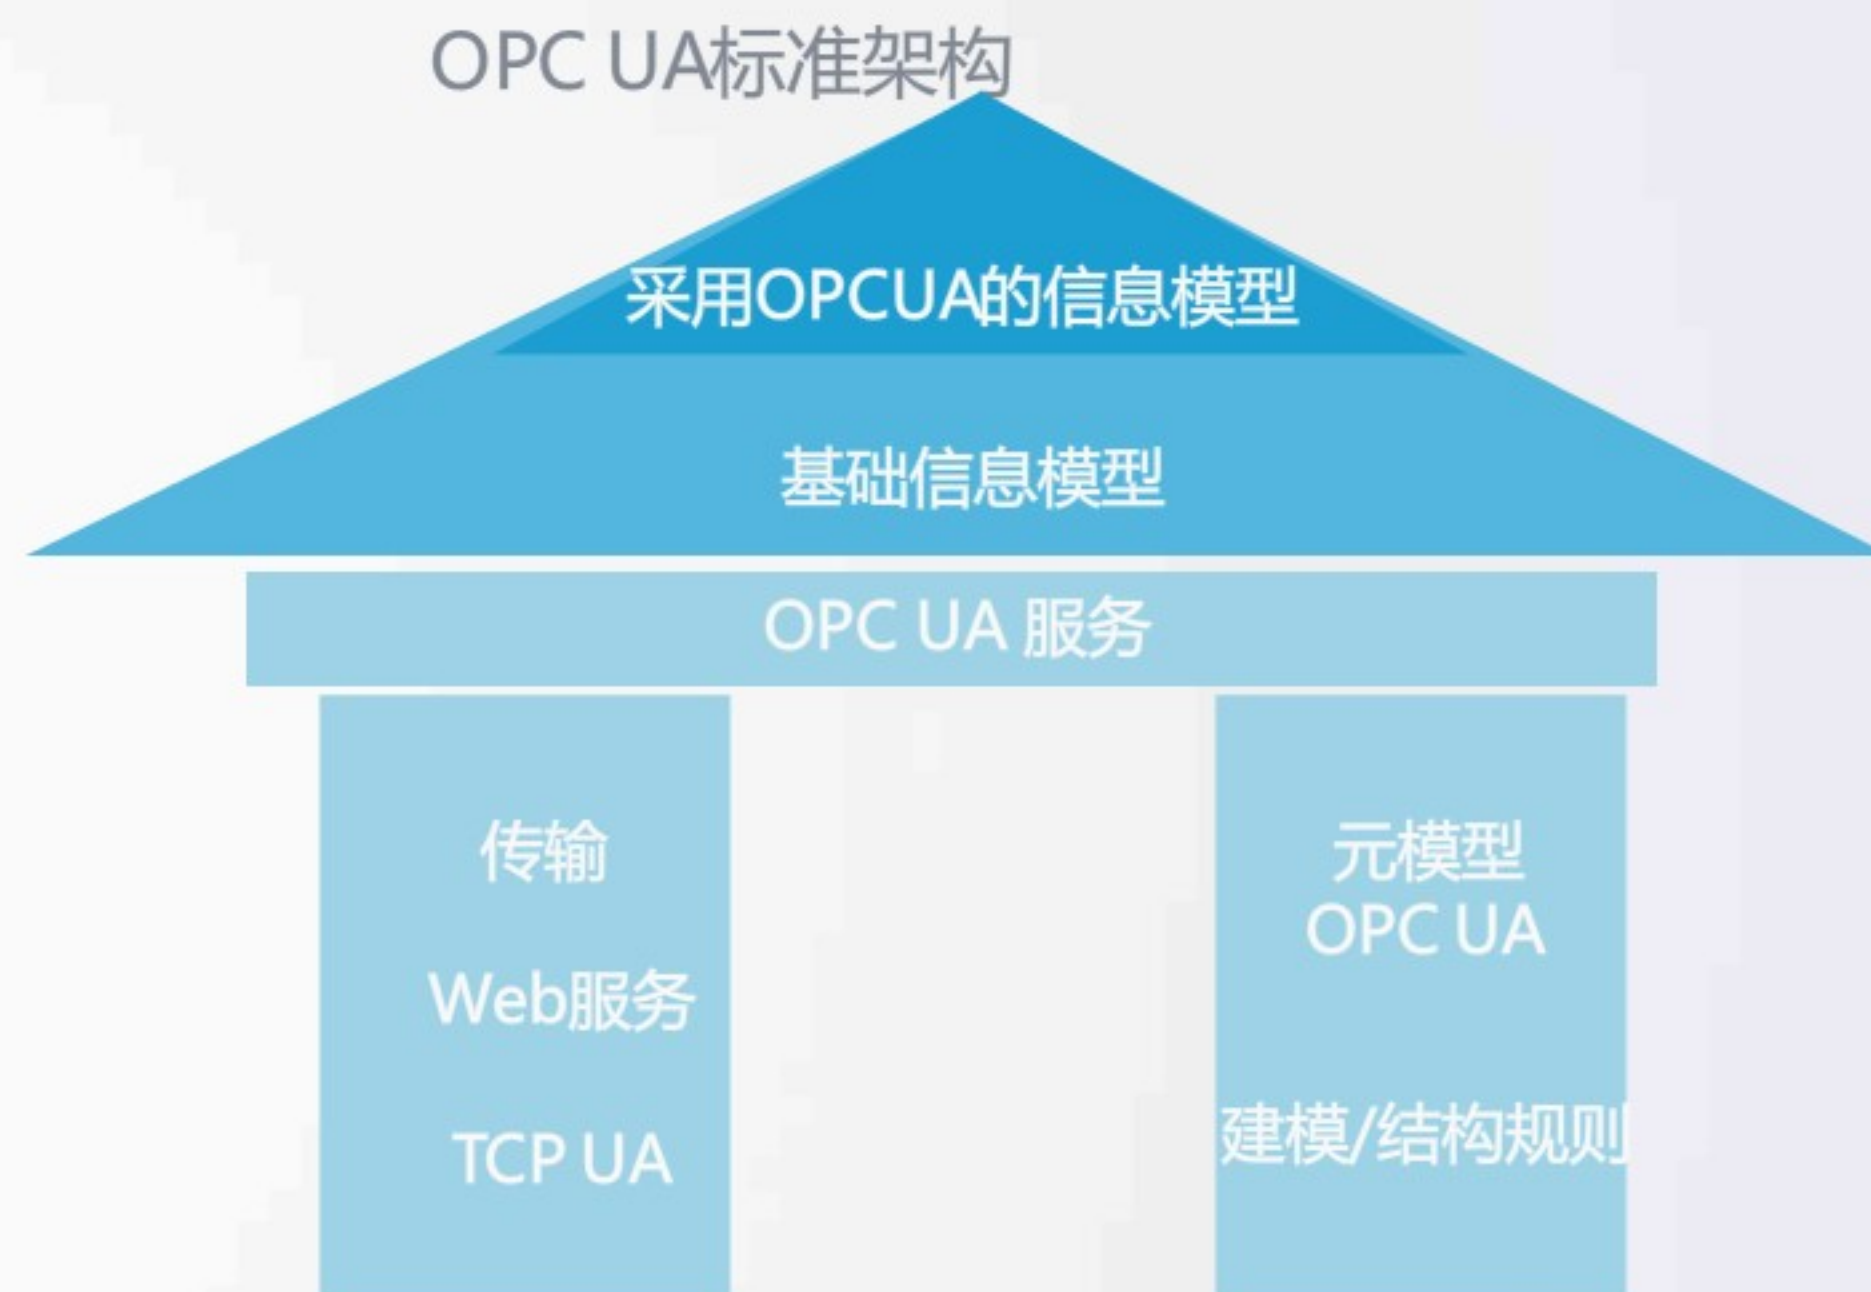 OPC UA标准架构
采用OPCUA的信息模型
基础信息模型
OPC UA 服务
传输
Web服务
TCP UA
元模型
OPC UA
建模/结构规则